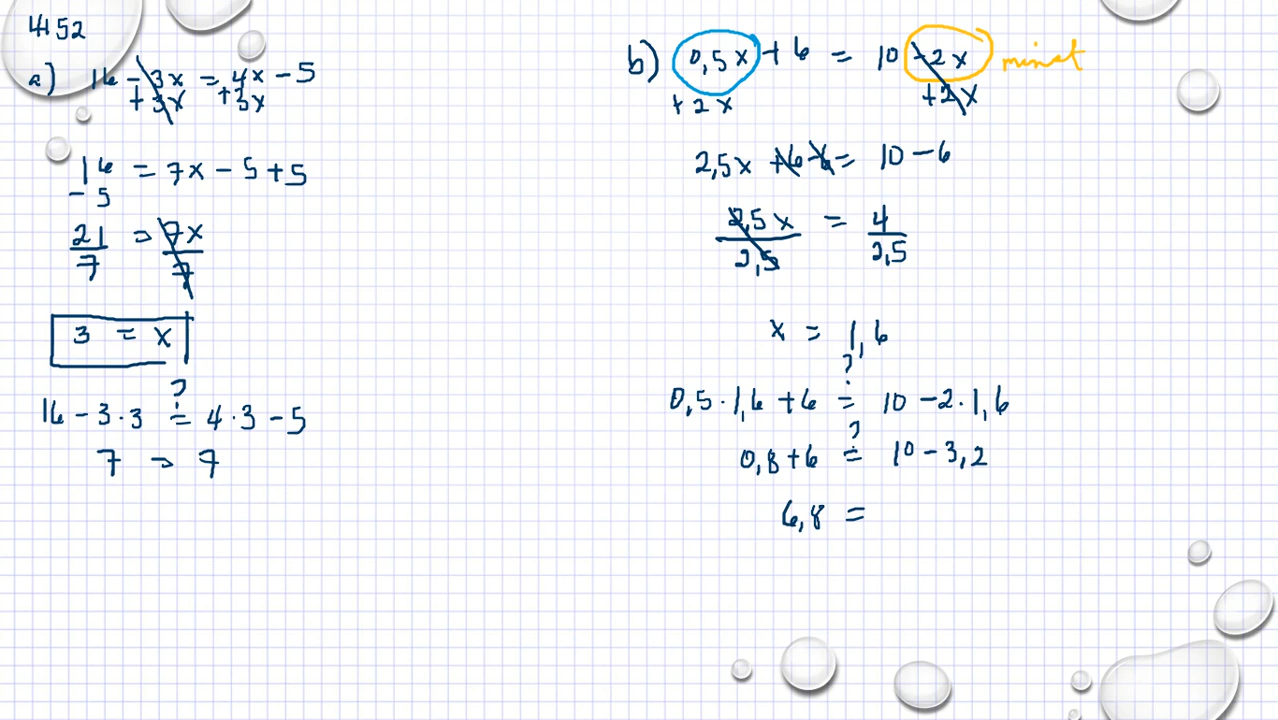 4152
a) 16 - 3x = 4x - 5
+ 3x + 3x
16 = 7x - 5 + 5
- 5
21 = 7x
7 7
3 = x
?
16 - 3 · 3 = 4 · 3 - 5
7 = 7
b) 0,5x + 6 = 10 - 2x minst
+ 2x + 2x
2,5x + 6 - 6 = 10 - 6
2,5x = 4
2,5 2,5
x = 1,6
?
0,5 · 1,6 + 6 = 10 - 2 · 1,6
?
0,8 + 6 = 10 - 3,2
6,8 =